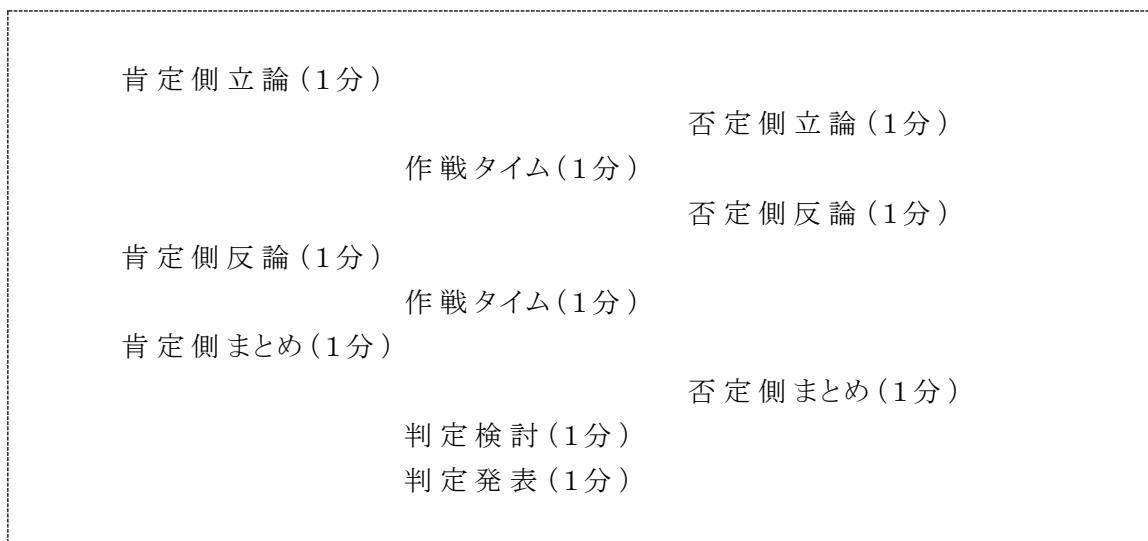 肯定側立論（１分）
否定側立論（１分）
作戦タイム（１分）
否定側反論（１分）
肯定側反論（１分）
作戦タイム（１分）
肯定側まとめ（１分）
否定側まとめ（１分）
判定検討（１分）
判定発表（１分）